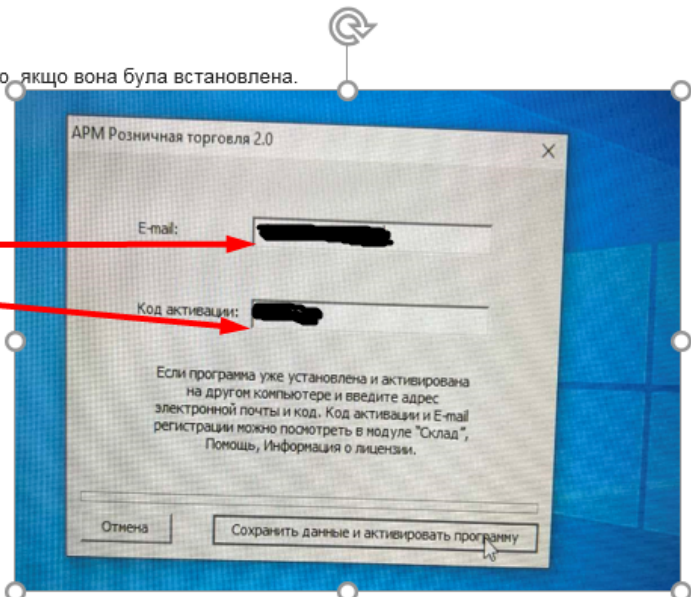 о, якщо вона була встановлена.
АРМ Розничная торговля 2.0
E-mail:
Код активации:
Если программа уже установлена и активирована
на другом компьютере и введите адрес
электронной почты и код. Код активации и E-mail
регистрации можно посмотреть в модуле "Склад",
Помощь, Информация о лицензии.
Отмена
Сохранить данные и активировать программу